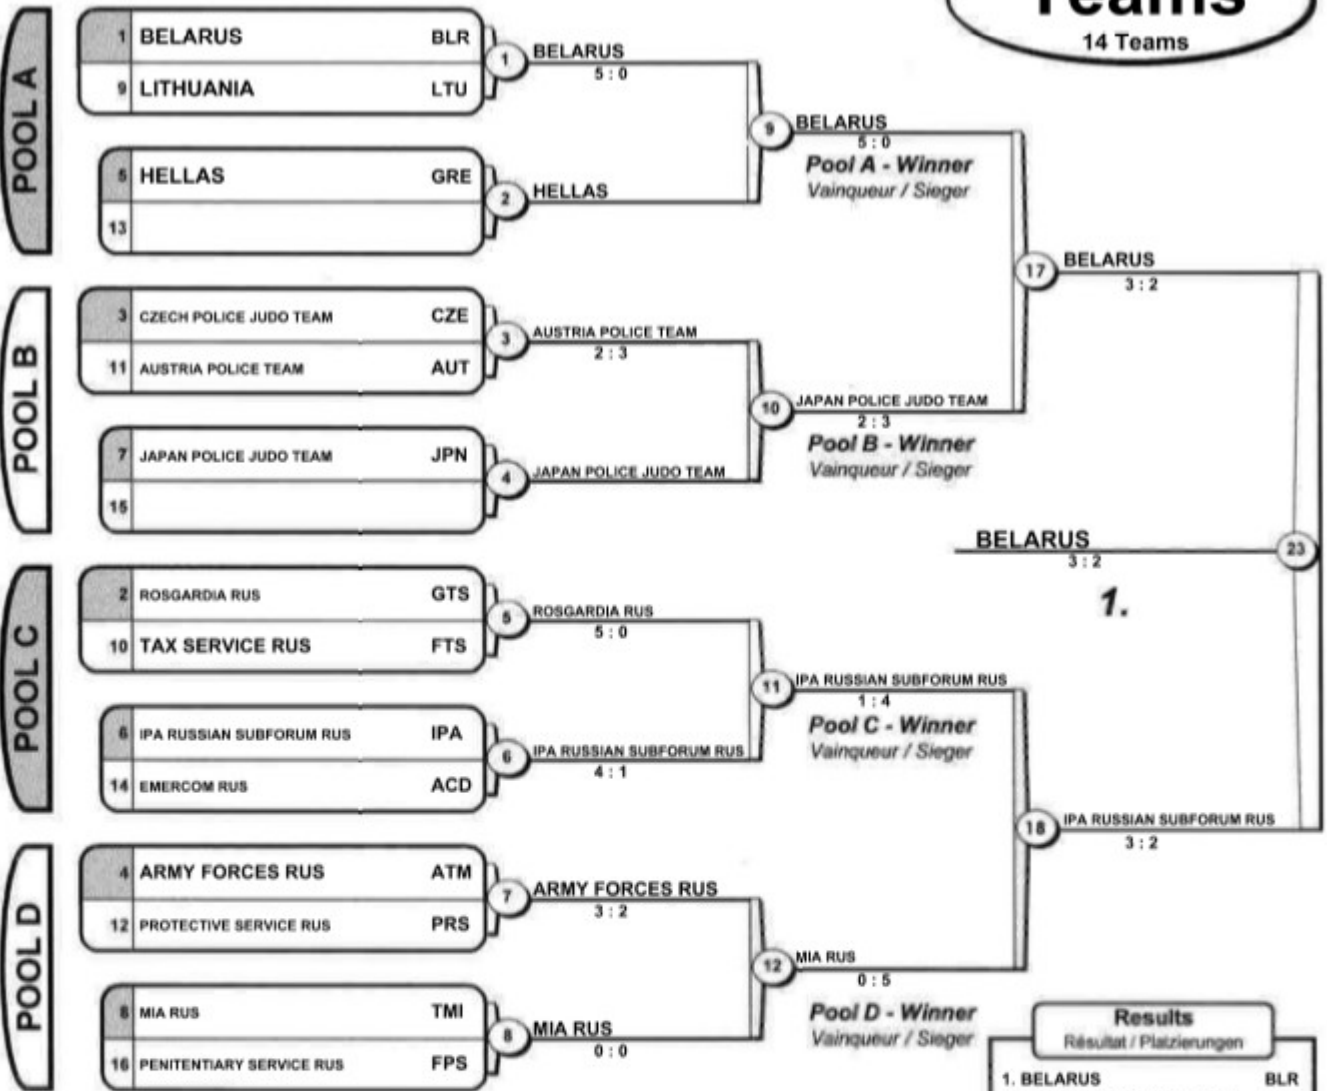 Teams
14 Teams
POOL A
1 BELARUS BLR
9 LITHUANIA LTU
5 HELLAS GRE
13
1 BELARUS
5 : 0
2 HELLAS
9 BELARUS
5 : 0
Pool A - Winner
Vainqueur / Sieger
POOL B
3 CZECH POLICE JUDO TEAM CZE
11 AUSTRIA POLICE TEAM AUT
7 JAPAN POLICE JUDO TEAM JPN
15
3 AUSTRIA POLICE TEAM
2 : 3
4 JAPAN POLICE JUDO TEAM
10 JAPAN POLICE JUDO TEAM
2 : 3
Pool B - Winner
Vainqueur / Sieger
17 BELARUS
3 : 2
POOL C
2 ROSGARDIA RUS GTS
10 TAX SERVICE RUS FTS
6 IPA RUSSIAN SUBFORUM RUS IPA
14 EMERCOM RUS ACD
5 ROSGARDIA RUS
5 : 0
6 IPA RUSSIAN SUBFORUM RUS
4 : 1
11 IPA RUSSIAN SUBFORUM RUS
1 : 4
Pool C - Winner
Vainqueur / Sieger
POOL D
4 ARMY FORCES RUS ATM
12 PROTECTIVE SERVICE RUS PRS
8 MIA RUS TMI
16 PENITENTIARY SERVICE RUS FPS
7 ARMY FORCES RUS
3 : 2
8 MIA RUS
0 : 0
12 MIA RUS
0 : 5
Pool D - Winner
Vainqueur / Sieger
18 IPA RUSSIAN SUBFORUM RUS
3 : 2
BELARUS 23
3 : 2
1.
Results
Résultat / Platzierungen
1. BELARUS BLR